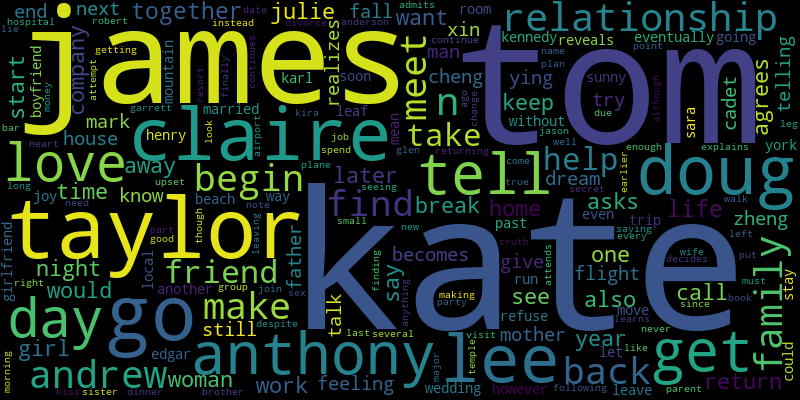 james
tom
kate
claire
taylor
anthony
lee
doug
go
get
day
love
tell
find
relationship
family
andrew
back
friend
make
begin
take
meet
help
night
woman
girl
would
still
work
feeling
time
know
away
house
mark
company
start
end
next
together
julie
fall
want
xin
man
cheng
ying
keep
n
break
later
home
past
give
see
run
refuse
mother
year
also
one
flight
asks
life
dream
try
telling
agrees
cadet
sara
sunny
kennedy
reveals
eventually
going
room
york
zheng
call
return
stay
could
leave
move
let
like
trip
even
becomes
say
talk
father
realizes
boyfriend
girlfriend
mountain
married
henry
karl
soon
leaf
mean
without
name
plan
point
due
although
jason
well
explains
enough
earlier
secret
true
come
change
ago
returning
glen
kira
job
spend
plane
airport
look
garrett
attempt
getting
instead
divorce
date
admits
anderson
continue
continues
finally
resort
robert
hospital
lie
money
bar
heart
long
joy
need
upset
beach
way
note
leaving
seeing
though
part
good
local
another
group
join
sex
despite
small
new
finding
anything
making
party
last
several
truth
attends
wife
decides
saying
every
learns
never
since
book
put
left
walk
leg
must
parent
following
wedding
however
visit
temple
major
brother
dinner
sister
kiss
edgar
right
morning